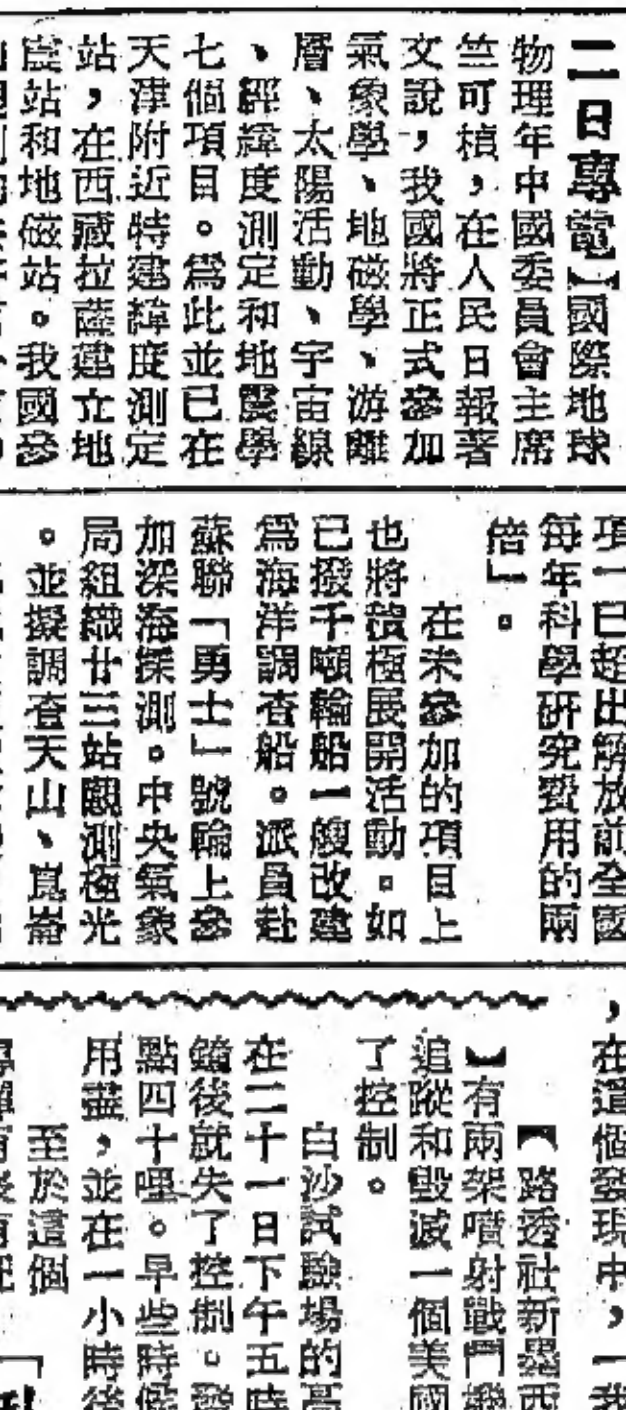 二日專電】國際地球
物理年中國委員會主席
竺可楨,在人民日報著
文說,我國將正式參加
氣象學、地磁學、游離
層、太陽活動、宇宙線
、經緯度測定和地震學
七個項目。爲此並已在
天津附近特建緯度測定
站,在西藏拉薩建立地
震站和地磁站。我國參
項一已超出解放前全國
每年科學研究費用的兩
倍」。
在未參加的項目上
也將積極展開活動。如
已撥千噸輪船一艘改建
爲海洋調查船。派員赴
蘇聯「勇士」號輪上參
加深海探測。中央氣象
局組織廿三站觀測極光
。並擬調查天山、崑崙
,在這個發現中,一我
【路透社新墨西
】有兩架噴射戰鬥機
追蹤和毀滅一個美國
了控制。
白沙試驗場的
在二十一日下午五時
鐘後就失了控制。
點四十哩。早些時候
用盡,並在一小時後
至於這個